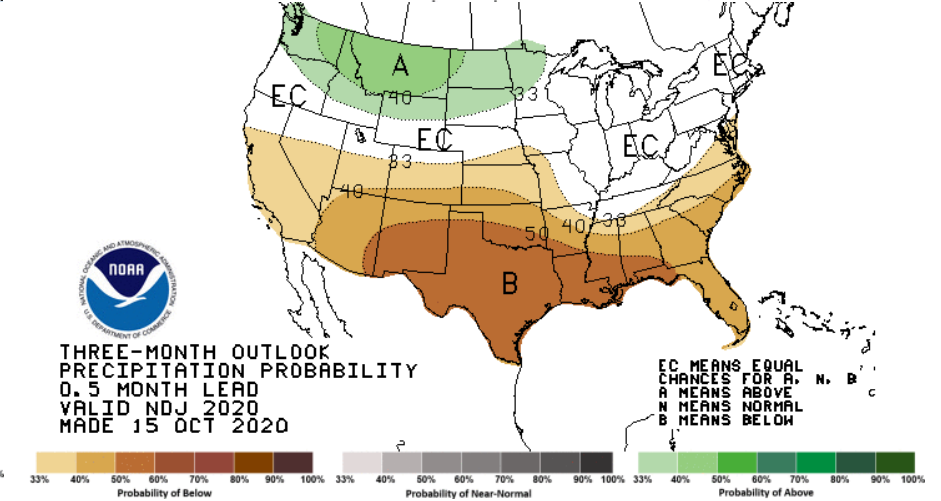 A
40
33
EC
EC
EC
EC
33
40
50
40
33
B
NATIONAL OCEANIC AND ATMOSPHERIC ADMINISTRATION
NOAA
U.S. DEPARTMENT OF COMMERCE
THREE-MONTH OUTLOOK
PRECIPITATION PROBABILITY
0.5 MONTH LEAD
VALID NDJ 2020
MADE 15 OCT 2020
EC MEANS EQUAL
CHANCES FOR A, N, B
A MEANS ABOVE
N MEANS NORMAL
B MEANS BELOW
%
33% 40% 50% 60% 70% 80% 90% 100%
Probability of Below
33% 40% 50% 60% 70% 80% 90% 100%
Probability of Near-Normal
33% 40% 50% 60% 70% 80% 90% 100%
Probability of Above